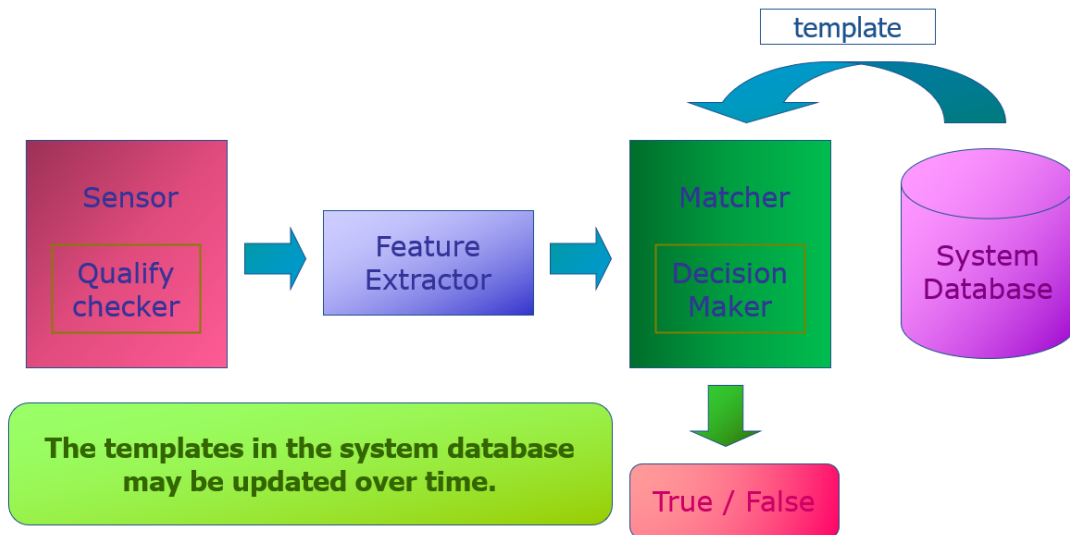 template
Sensor
Qualify
checker
Feature
Extractor
Matcher
Decision
Maker
System
Database
The templates in the system database
may be updated over time.
True / False